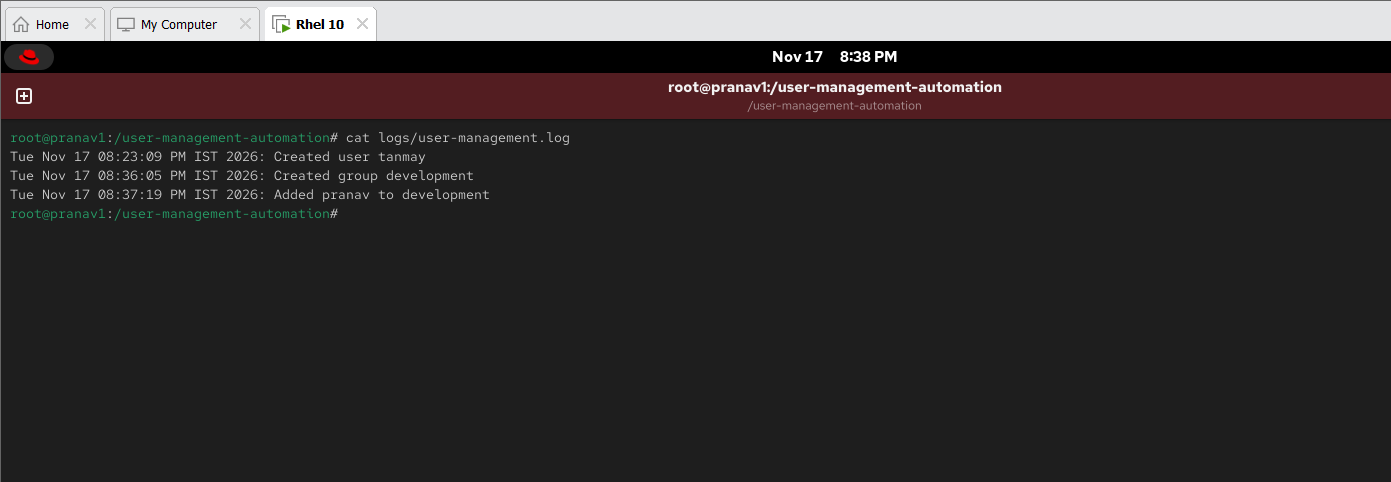 Home
My Computer
Rhel 10
Nov 17 8:38 PM
root@pranav1:/user-management-automation
/user-management-automation
root@pranav1:/user-management-automation# cat logs/user-management.log
Tue Nov 17 08:23:09 PM IST 2026: Created user tanmay
Tue Nov 17 08:36:05 PM IST 2026: Created group development
Tue Nov 17 08:37:19 PM IST 2026: Added pranav to development
root@pranav1:/user-management-automation#